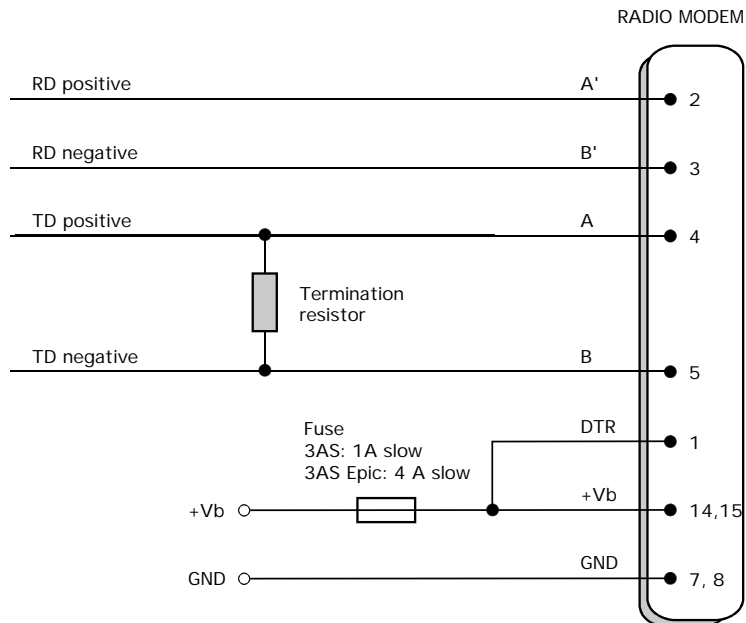 RADIO MODEM
RD positive A' 2
RD negative B' 3
TD positive A 4
Termination
resistor
TD negative B 5
Fuse
3AS: 1A slow
3AS Epic: 4 A slow
DTR 1
+Vb +Vb 14,15
GND GND 7, 8